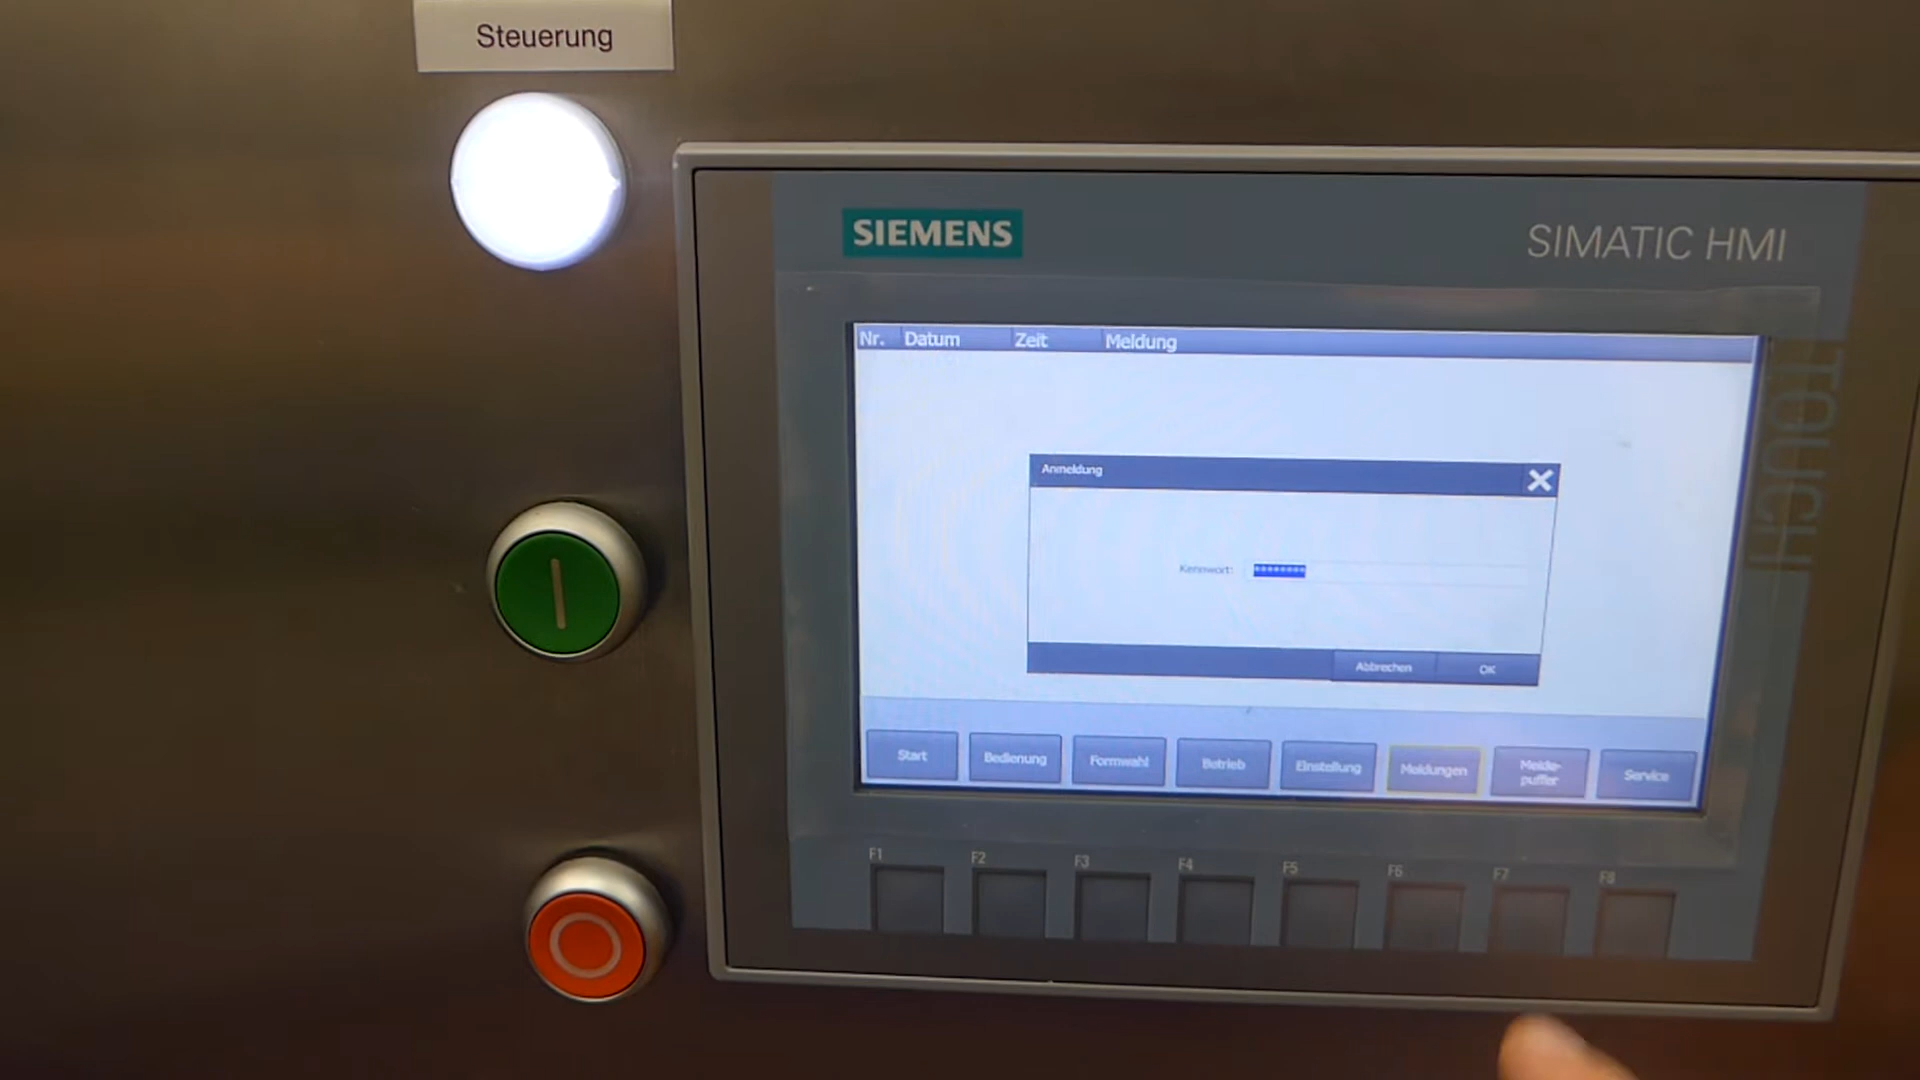 Steuerung
SIEMENS
SIMATIC HMI
TOUCH
Nr. Datum Zeit Meldung
Anmeldung
Kennwort: ********
Abbrechen OK
Start Bedienung Formwahl Betrieb Einstellung Meldungen Melde-
puffer Service
F1 F2 F3 F4 F5 F6 F7 F8